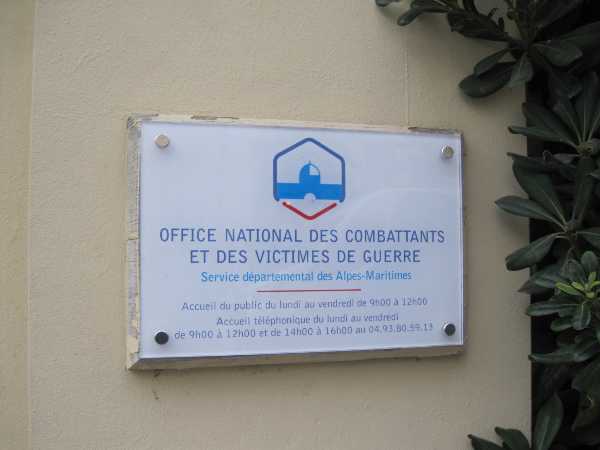 OFFICE NATIONAL DES COMBATTANTS
ET DES VICTIMES DE GUERRE
Service départemental des Alpes-Maritimes
Accueil du public du lundi au vendredi de 9h00 à 12h00
Accueil téléphonique du lundi au vendredi
de 9h00 à 12h00 et de 14h00 à 16h00 au 04.93.80.59.13